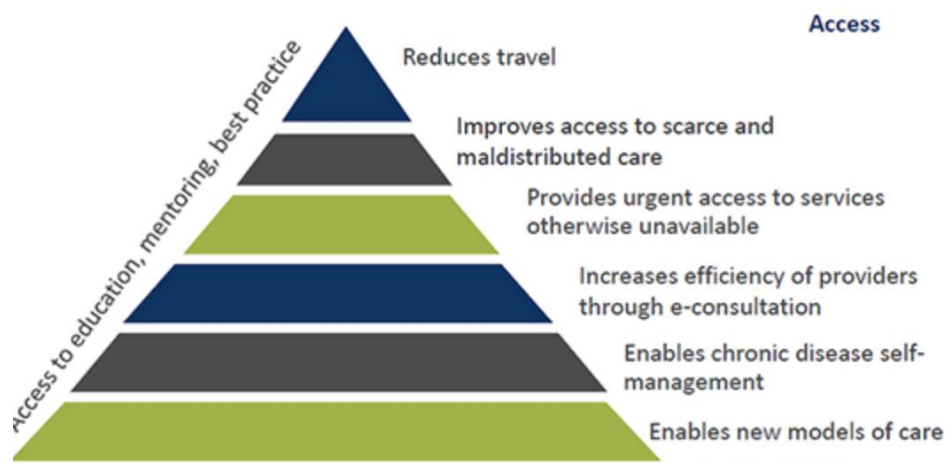 Access
Access to education, mentoring, best practice
Reduces travel
Improves access to scarce and
maldistributed care
Provides urgent access to services
otherwise unavailable
Increases efficiency of providers
through e-consultation
Enables chronic disease self-
management
Enables new models of care